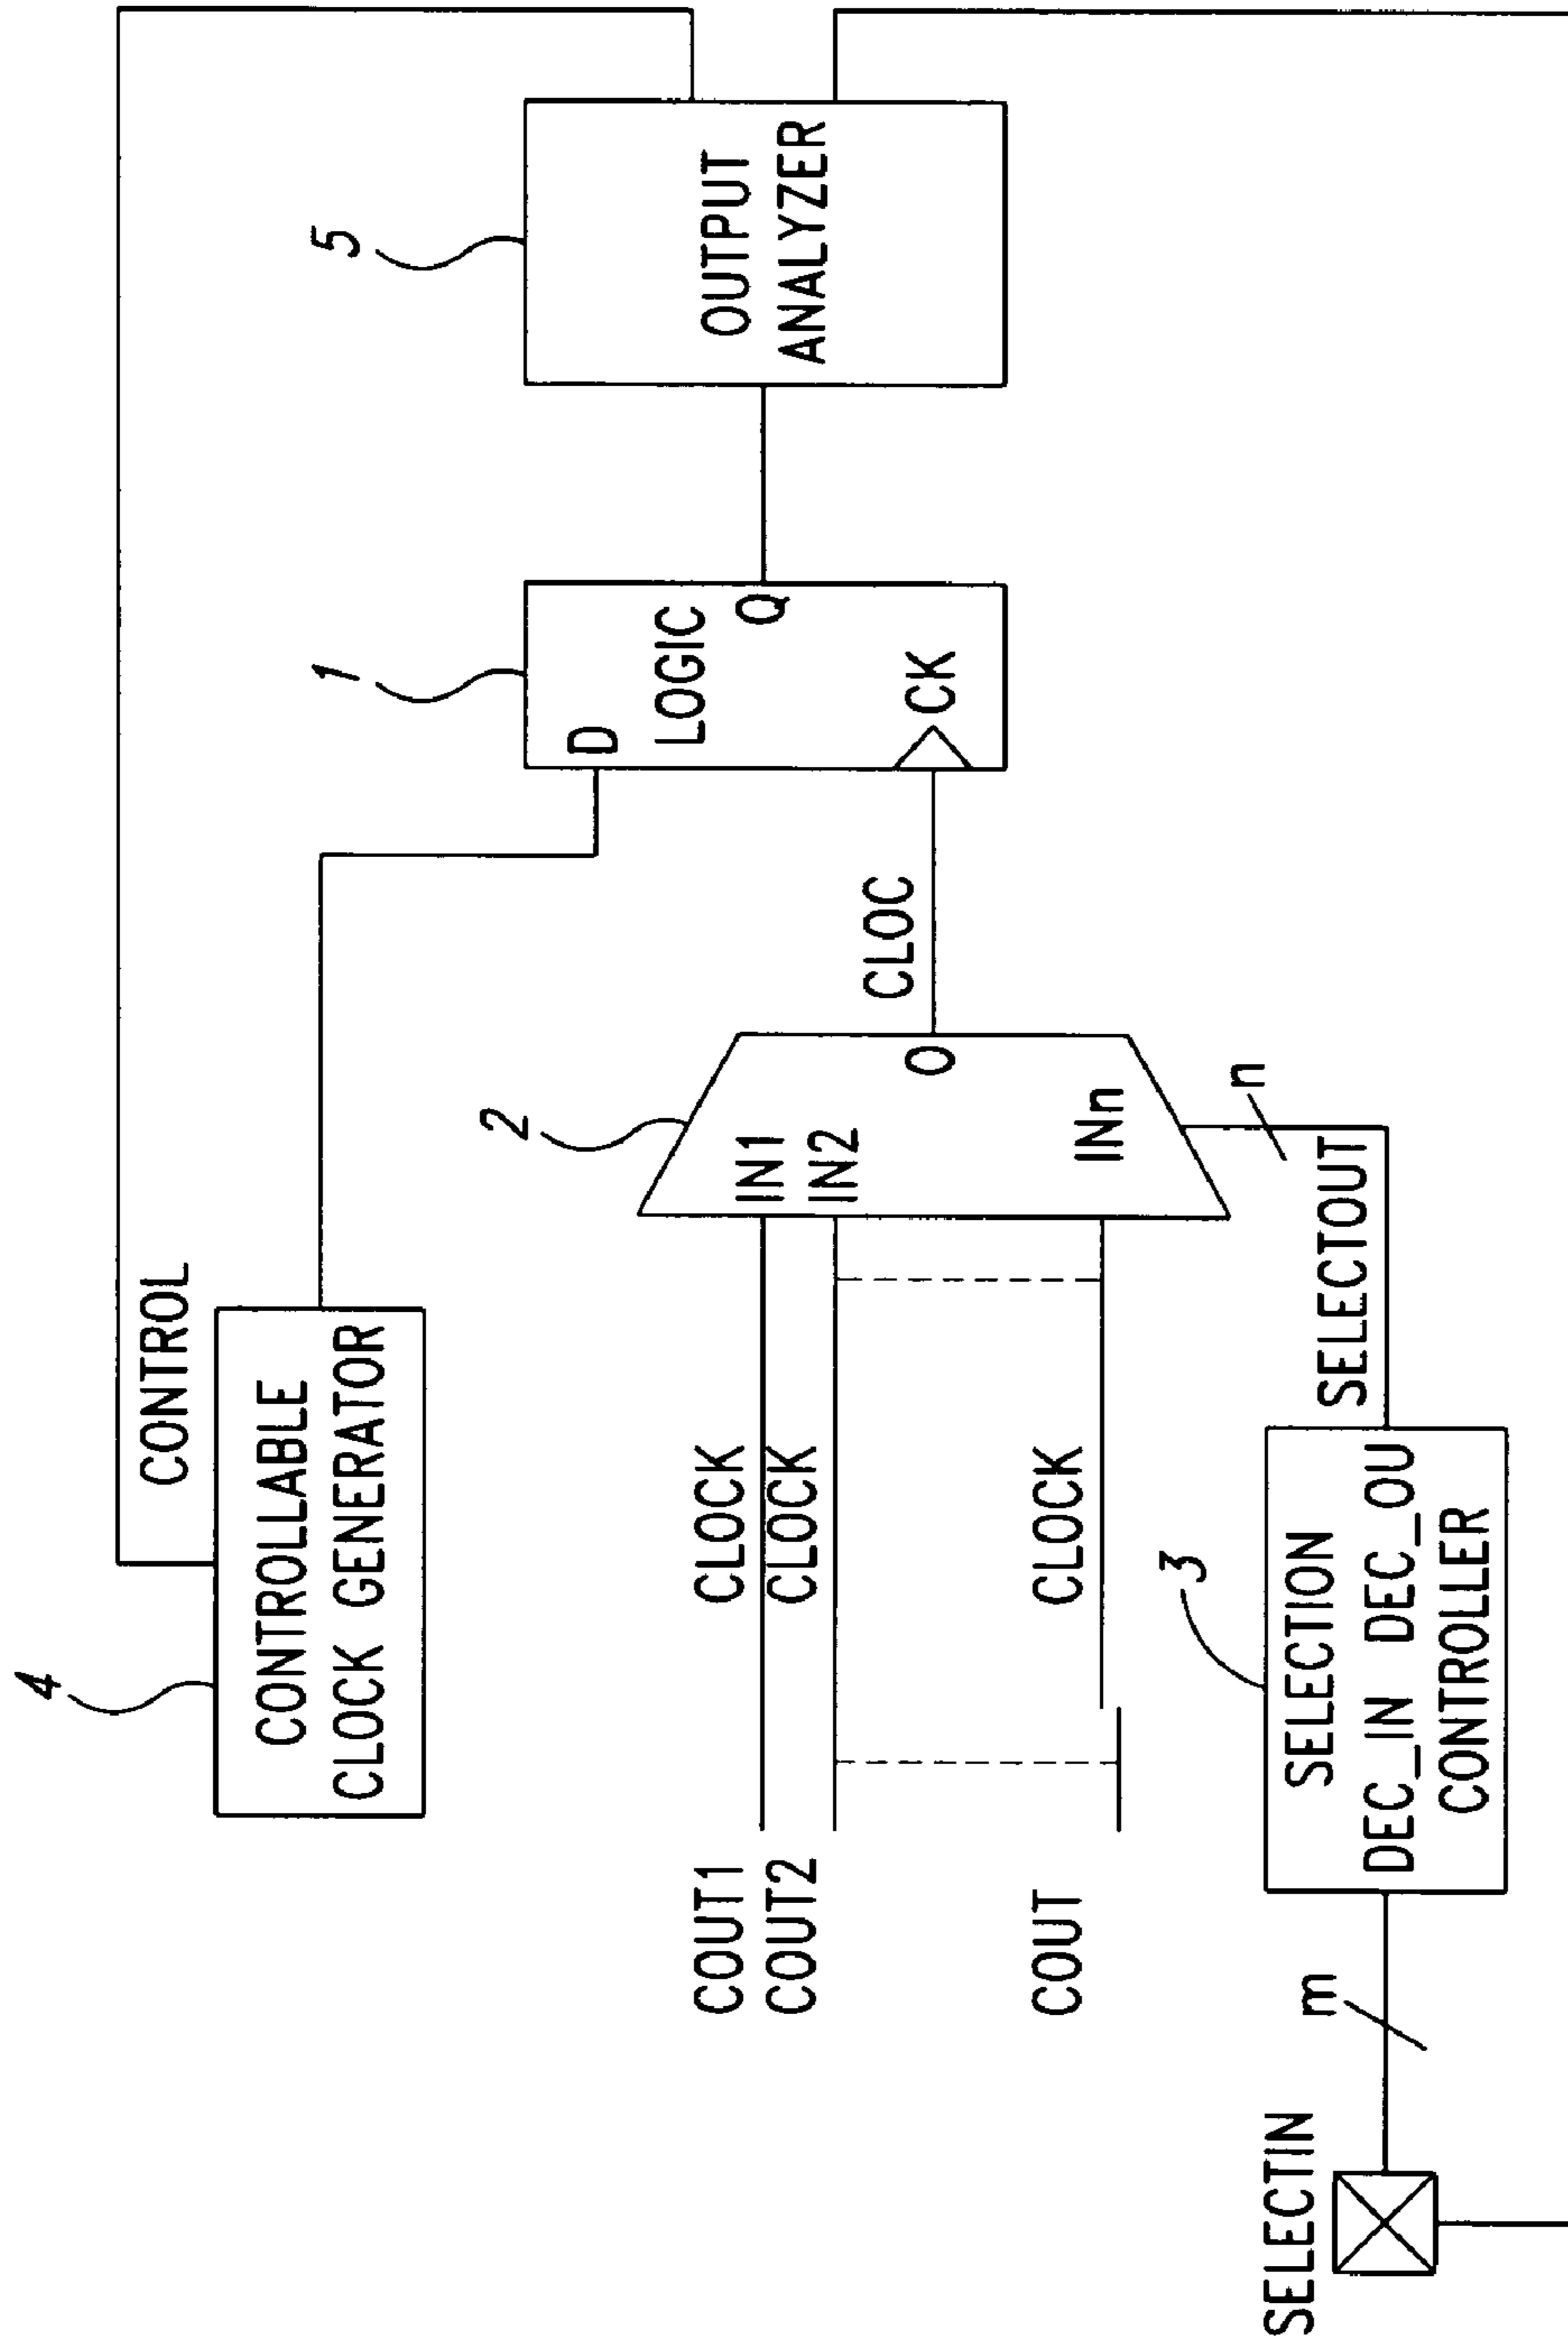 4
CONTROL
CONTROLLABLE
CLOCK GENERATOR
5
OUTPUT
ANALYZER
1
D
LOGIC
Q
CK
2
IN1
IN2
O
INn
CLOC
COUT1
CLOCK
COUT2
CLOCK
COUT
CLOCK
n
SELECTOUT
3
SELECTION
DEC_IN DEC_OU
CONTROLLER
m
SELECTIN